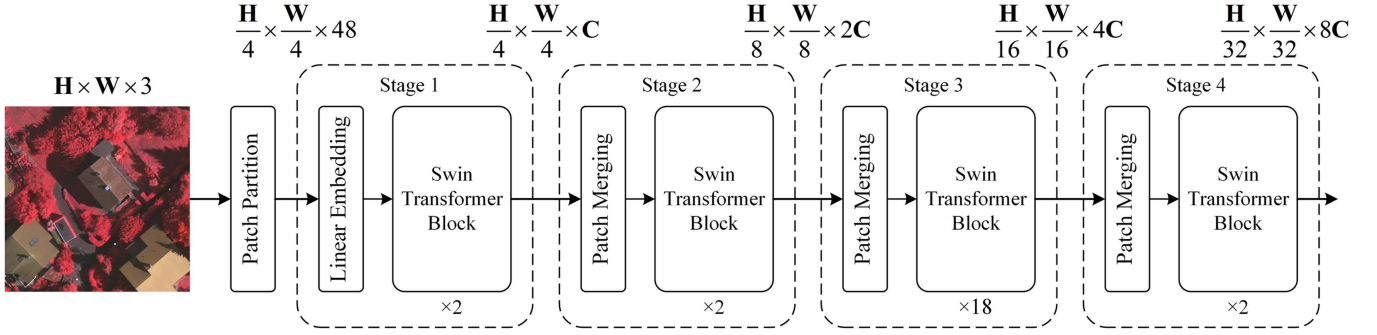 H/4 × W/4 × 48
H/4 × W/4 × C
H/8 × W/8 × 2C
H/16 × W/16 × 4C
H/32 × W/32 × 8C
H × W × 3
Patch Partition
Stage 1
Linear Embedding
Swin
Transformer
Block
×2
Stage 2
Patch Merging
Swin
Transformer
Block
×2
Stage 3
Patch Merging
Swin
Transformer
Block
×18
Stage 4
Patch Merging
Swin
Transformer
Block
×2